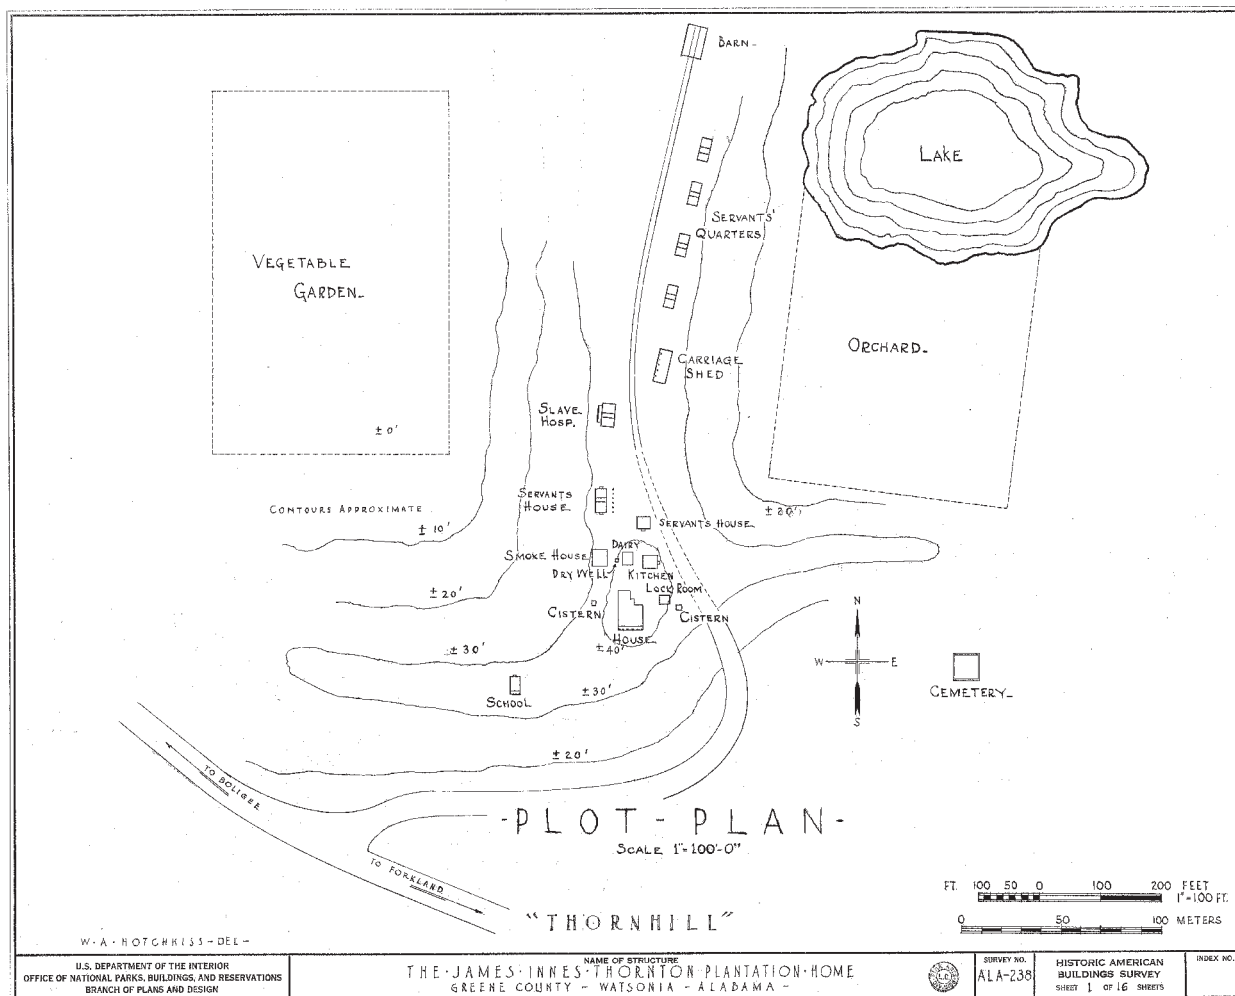 BARN-
LAKE
SERVANTS'
QUARTERS
VEGETABLE
GARDEN-
ORCHARD-
CARRIAGE
SHED
SLAVE
HOSP.
± 0'
SERVANTS
HOUSE
CONTOURS APPROXIMATE
± 10'
± 20'
SERVANTS HOUSE
DAIRY
SMOKE HOUSE
DRY WELL
KITCHEN
LOCK ROOM
± 20'
CISTERN
CISTERN
HOUSE
± 40'
N
W
E
S
± 30'
± 30'
SCHOOL
CEMETERY-
± 20'
TO BOLIGEE
-PLOT-PLAN-
SCALE 1"=100'-0"
TO FORKLAND
FT. 100 50 0 100 200 FEET
1"=100 FT.
0 50 100 METERS
"THORNHILL"
W·A·HOTCHKISS-DEL-
U.S. DEPARTMENT OF THE INTERIOR
OFFICE OF NATIONAL PARKS, BUILDINGS, AND RESERVATIONS
BRANCH OF PLANS AND DESIGN
NAME OF STRUCTURE
THE·JAMES·INNES·THORNTON·PLANTATION·HOME
GREENE COUNTY - WATSONIA - ALABAMA -
SURVEY NO.
ALA-238
HISTORIC AMERICAN
BUILDINGS SURVEY
SHEET 1 OF 16 SHEETS
INDEX NO.